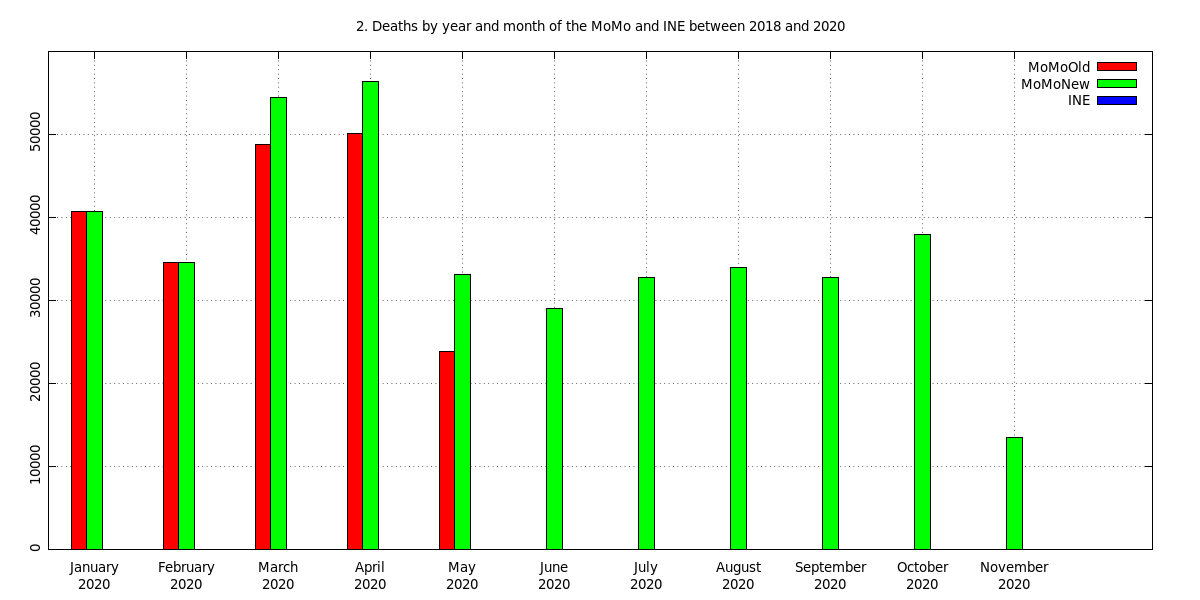 2. Deaths by year and month of the MoMo and INE between 2018 and 2020
MoMoOld
MoMoNew
INE
50000
40000
30000
20000
10000
0
January
2020
February
2020
March
2020
April
2020
May
2020
June
2020
July
2020
August
2020
September
2020
October
2020
November
2020